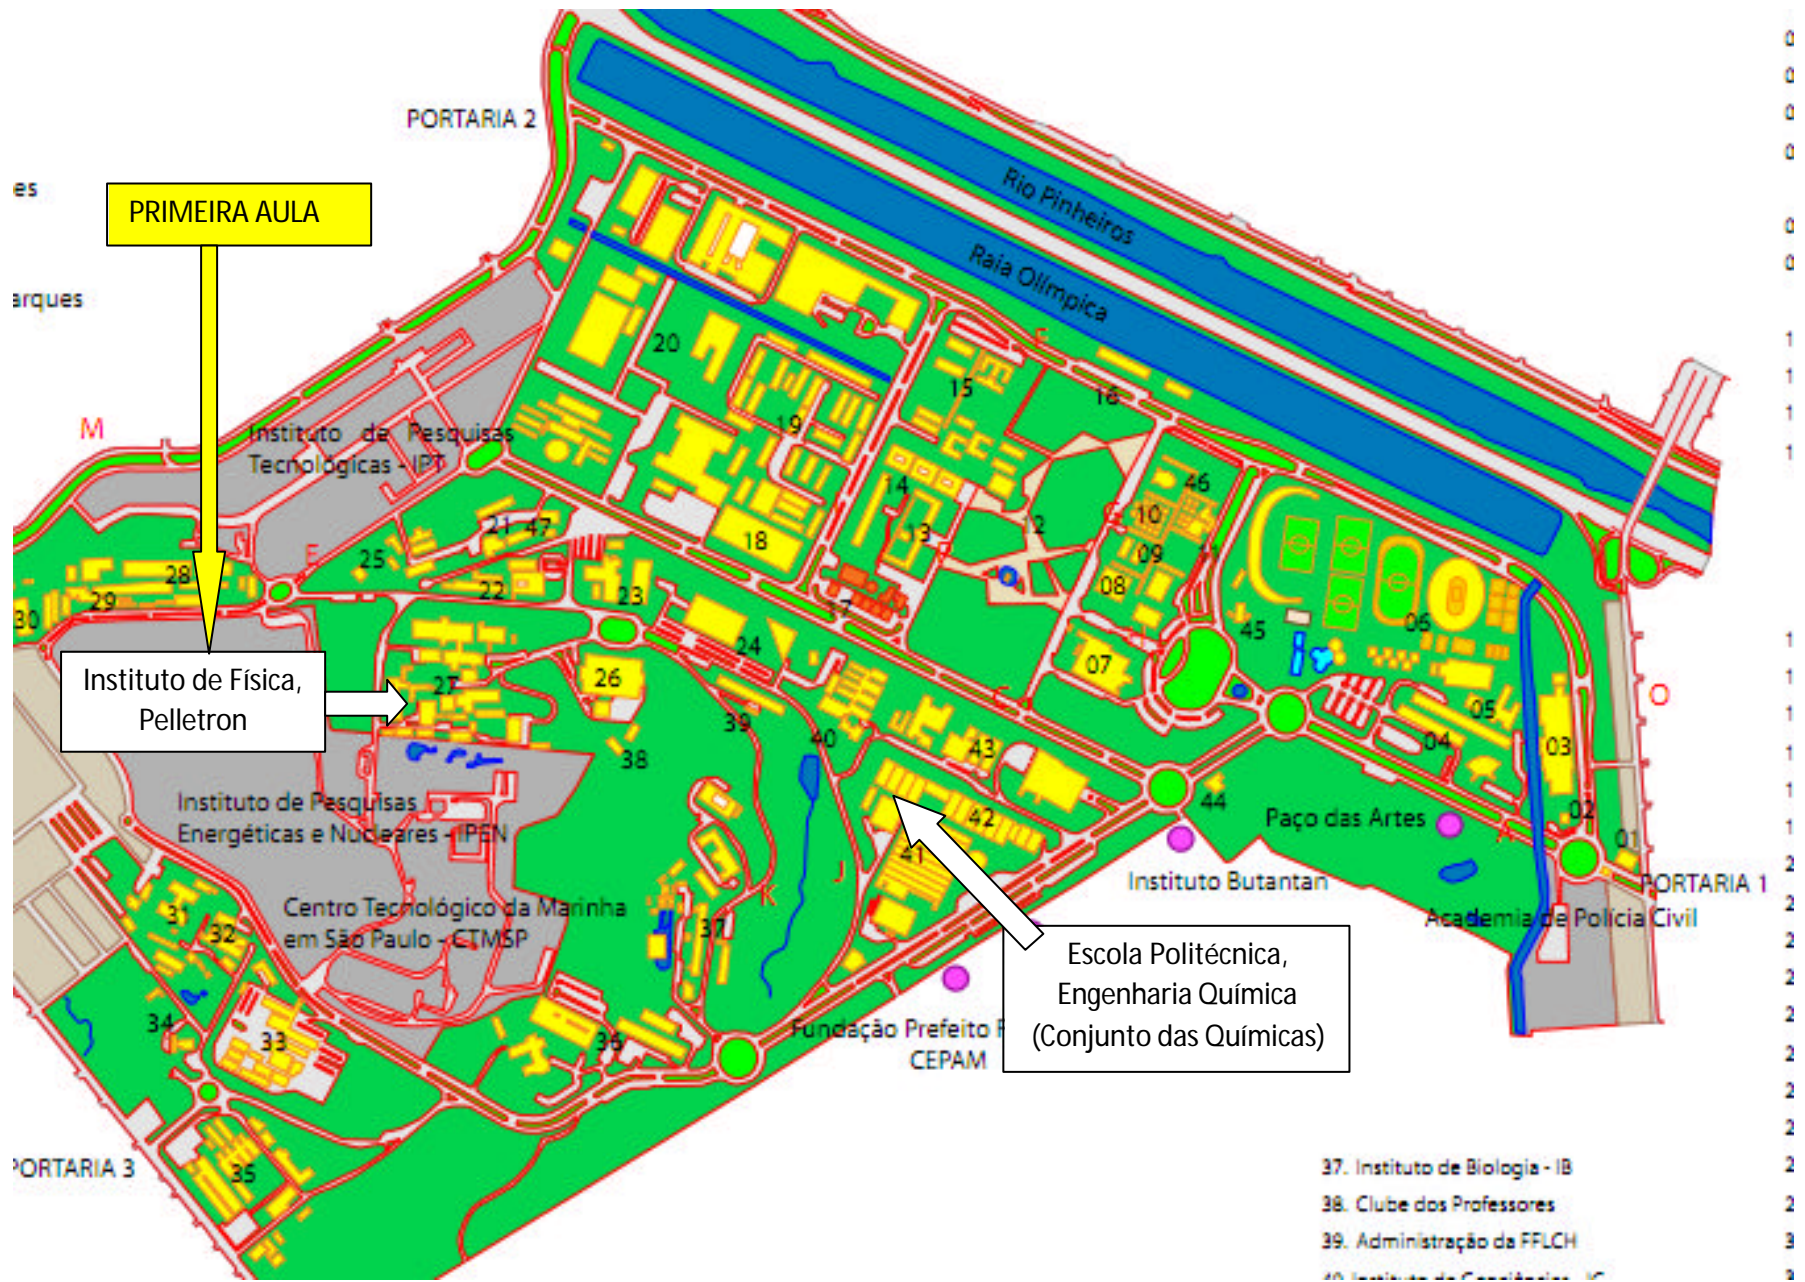 PORTARIA 2
es
PRIMEIRA AULA
arques
Rio Pinheiros
Raia Olímpica
M
Instituto de Pesquisas
Tecnológicas - IPT
F
F
20
15
16
19
14
13
12
46
10
09
11
08
21
47
25
18
22
23
17
24
28
29
30
27
26
07
45
06
Instituto de Física,
Pelletron
38
39
40
43
C
G
04
05
03
O
Instituto de Pesquisas
Energéticas e Nucleares - IPEN
44
42
41
Paço das Artes
A
02
01
J
K
Instituto Butantan
PORTARIA 1
Academia de Polícia Civil
31
32
Centro Tecnológico da Marinha
em São Paulo - CTMSP
37
Escola Politécnica,
Engenharia Química
(Conjunto das Químicas)
34
33
36
Fundação Prefeito F
CEPAM
PORTARIA 3
35
37. Instituto de Biologia - IB
38. Clube dos Professores
39. Administração da FFLCH